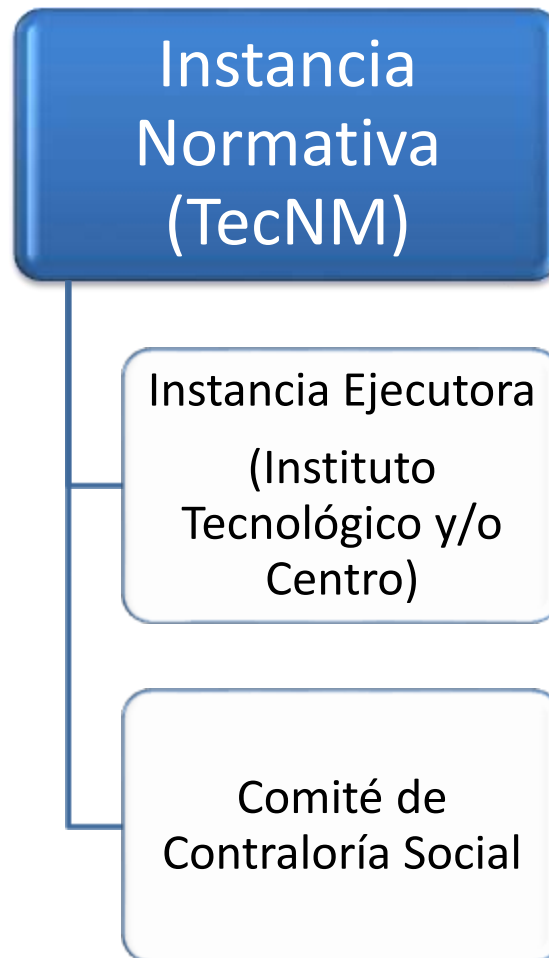 Instancia
Normativa
(TecNM)
Instancia Ejecutora
(Instituto
Tecnológico y/o
Centro)
Comité de
Contraloría Social